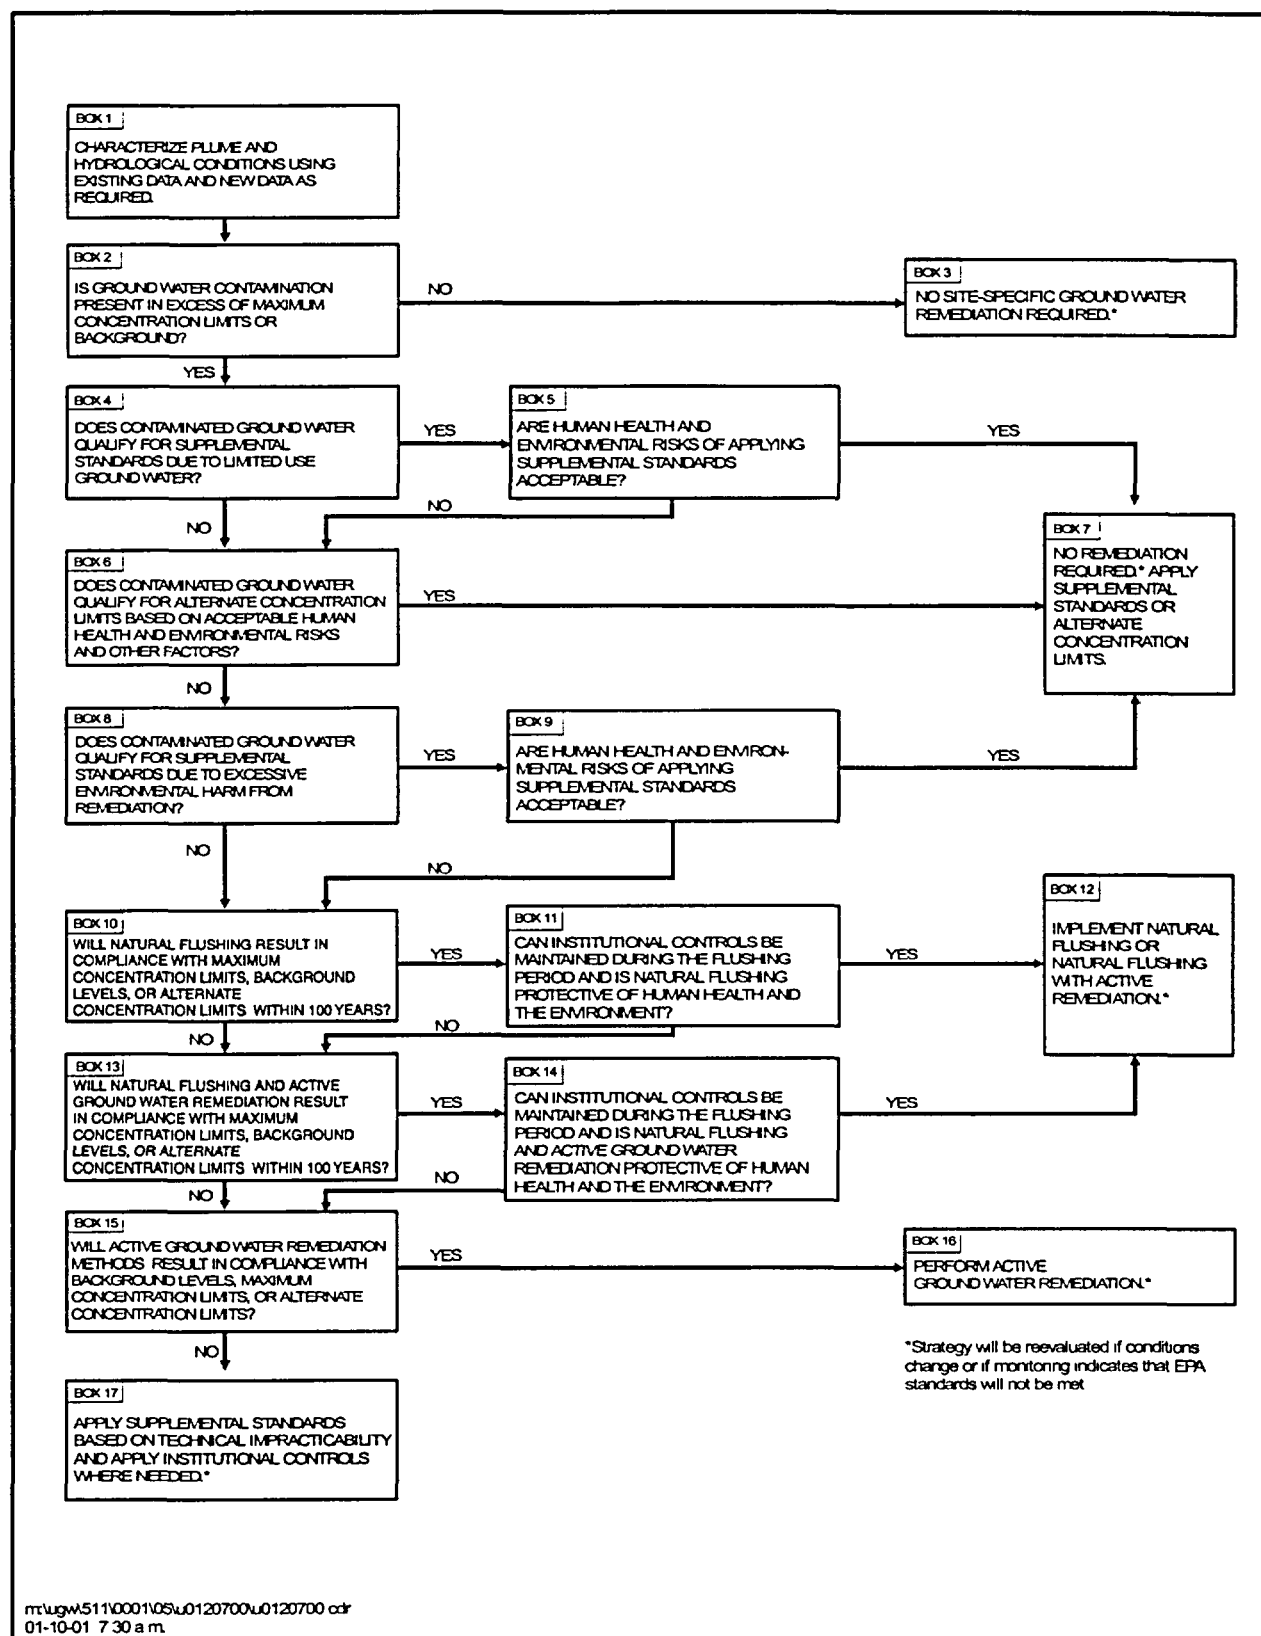 BOX 1
CHARACTERIZE PLUME AND
HYDROLOGICAL CONDITIONS USING
EXISTING DATA AND NEW DATA AS
REQUIRED.
BOX 2
IS GROUND WATER CONTAMINATION
PRESENT IN EXCESS OF MAXIMUM
CONCENTRATION LIMITS OR
BACKGROUND?
NO
BOX 3
NO SITE-SPECIFIC GROUND WATER
REMEDIATION REQUIRED.*
YES
BOX 4
DOES CONTAMINATED GROUND WATER
QUALIFY FOR SUPPLEMENTAL
STANDARDS DUE TO LIMITED USE
GROUND WATER?
YES
BOX 5
ARE HUMAN HEALTH AND
ENVIRONMENTAL RISKS OF APPLYING
SUPPLEMENTAL STANDARDS
ACCEPTABLE?
YES
NO
NO
BOX 6
DOES CONTAMINATED GROUND WATER
QUALIFY FOR ALTERNATE CONCENTRATION
LIMITS BASED ON ACCEPTABLE HUMAN
HEALTH AND ENVIRONMENTAL RISKS
AND OTHER FACTORS?
YES
BOX 7
NO REMEDIATION
REQUIRED.* APPLY
SUPPLEMENTAL
STANDARDS OR
ALTERNATE
CONCENTRATION
LIMITS.
NO
BOX 8
DOES CONTAMINATED GROUND WATER
QUALIFY FOR SUPPLEMENTAL
STANDARDS DUE TO EXCESSIVE
ENVIRONMENTAL HARM FROM
REMEDIATION?
YES
BOX 9
ARE HUMAN HEALTH AND ENVIRON-
MENTAL RISKS OF APPLYING
SUPPLEMENTAL STANDARDS
ACCEPTABLE?
YES
NO
NO
BOX 10
WILL NATURAL FLUSHING RESULT IN
COMPLIANCE WITH MAXIMUM
CONCENTRATION LIMITS, BACKGROUND
LEVELS, OR ALTERNATE
CONCENTRATION LIMITS WITHIN 100 YEARS?
YES
BOX 11
CAN INSTITUTIONAL CONTROLS BE
MAINTAINED DURING THE FLUSHING
PERIOD AND IS NATURAL FLUSHING
PROTECTIVE OF HUMAN HEALTH AND
THE ENVIRONMENT?
YES
BOX 12
IMPLEMENT NATURAL
FLUSHING OR
NATURAL FLUSHING
WITH ACTIVE
REMEDIATION.*
NO
NO
BOX 13
WILL NATURAL FLUSHING AND ACTIVE
GROUND WATER REMEDIATION RESULT
IN COMPLIANCE WITH MAXIMUM
CONCENTRATION LIMITS, BACKGROUND
LEVELS, OR ALTERNATE
CONCENTRATION LIMITS WITHIN 100 YEARS?
YES
BOX 14
CAN INSTITUTIONAL CONTROLS BE
MAINTAINED DURING THE FLUSHING
PERIOD AND IS NATURAL FLUSHING
AND ACTIVE GROUND WATER
REMEDIATION PROTECTIVE OF HUMAN
HEALTH AND THE ENVIRONMENT?
YES
NO
NO
BOX 15
WILL ACTIVE GROUND WATER REMEDIATION
METHODS RESULT IN COMPLIANCE WITH
BACKGROUND LEVELS, MAXIMUM
CONCENTRATION LIMITS, OR ALTERNATE
CONCENTRATION LIMITS?
YES
BOX 16
PERFORM ACTIVE
GROUND WATER REMEDIATION.*
NO
*Strategy will be reevaluated if conditions
change or if monitoring indicates that EPA
standards will not be met
BOX 17
APPLY SUPPLEMENTAL STANDARDS
BASED ON TECHNICAL IMPRACTICABILITY
AND APPLY INSTITUTIONAL CONTROLS
WHERE NEEDED.*
m:\ugw\511\0001\05\u0120700\u0120700 cdr
01-10-01 7 30 a m.